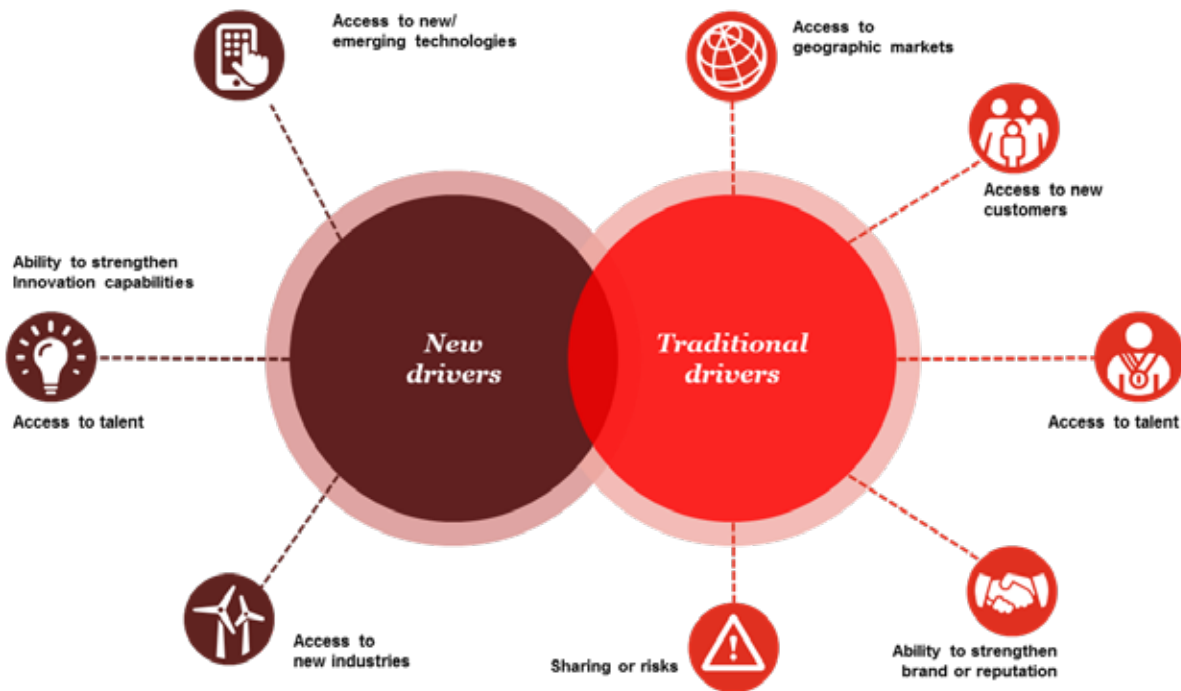 Access to new/
emerging technologies
Access to
geographic markets
Access to new
customers
Ability to strengthen
Innovation capabilities
New
drivers
Traditional
drivers
Access to talent
Access to talent
Access to
new industries
Sharing or risks
Ability to strengthen
brand or reputation